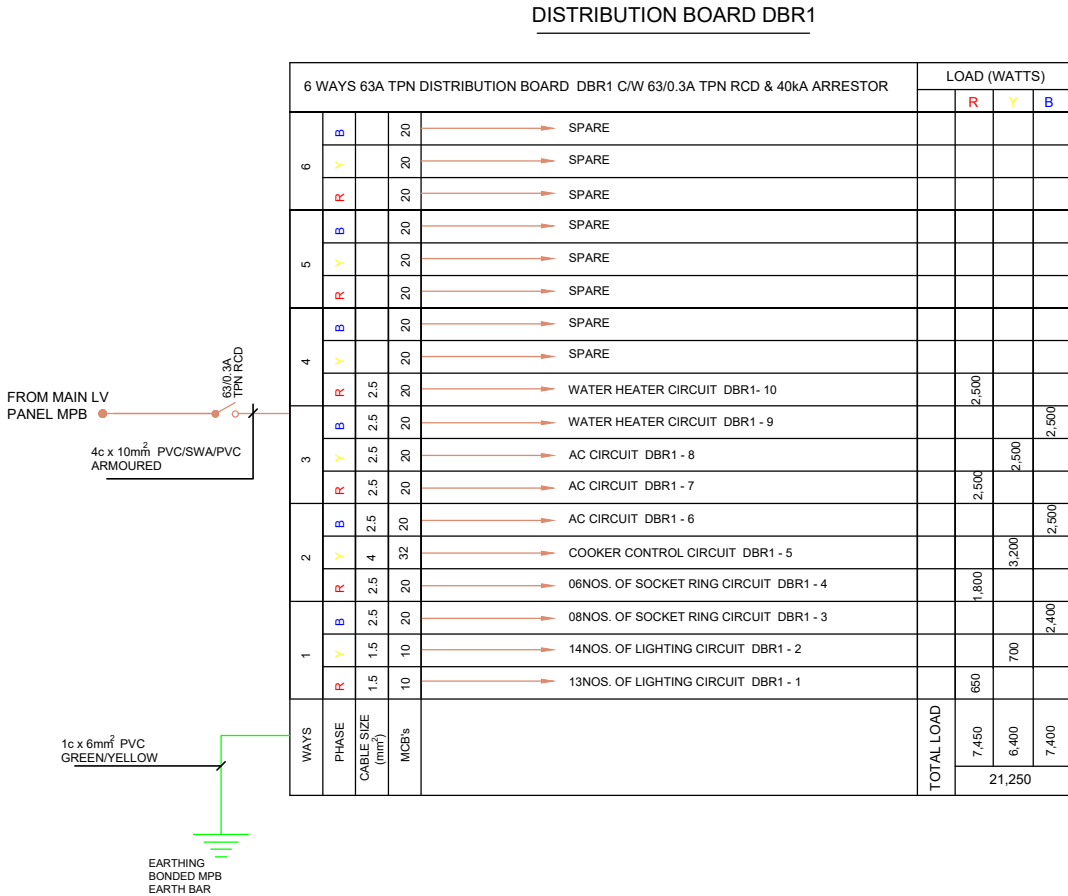 DISTRIBUTION BOARD DBR1
6 WAYS 63A TPN DISTRIBUTION BOARD DBR1 C/W 63/0.3A TPN RCD & 40kA ARRESTOR
LOAD (WATTS)
R Y B
6
B 20 SPARE
Y 20 SPARE
R 20 SPARE
5
B 20 SPARE
Y 20 SPARE
R 20 SPARE
4
B 20 SPARE
Y 20 SPARE
R 2.5 20 WATER HEATER CIRCUIT DBR1- 10 2,500
3
B 2.5 20 WATER HEATER CIRCUIT DBR1 - 9 2,500
Y 2.5 20 AC CIRCUIT DBR1 - 8 2,500
R 2.5 20 AC CIRCUIT DBR1 - 7 2,500
2
B 2.5 20 AC CIRCUIT DBR1 - 6 2,500
Y 4 32 COOKER CONTROL CIRCUIT DBR1 - 5 3,200
R 2.5 20 06NOS. OF SOCKET RING CIRCUIT DBR1 - 4 1,800
1
B 2.5 20 08NOS. OF SOCKET RING CIRCUIT DBR1 - 3 2,400
Y 1.5 10 14NOS. OF LIGHTING CIRCUIT DBR1 - 2 700
R 1.5 10 13NOS. OF LIGHTING CIRCUIT DBR1 - 1 650
WAYS
PHASE
CABLE SIZE
(mm²)
MCB's
TOTAL LOAD
7,450 6,400 7,400
21,250
63/0.3A
TPN RCD
FROM MAIN LV
PANEL MPB
4c x 10mm² PVC/SWA/PVC
ARMOURED
1c x 6mm² PVC
GREEN/YELLOW
EARTHING
BONDED MPB
EARTH BAR